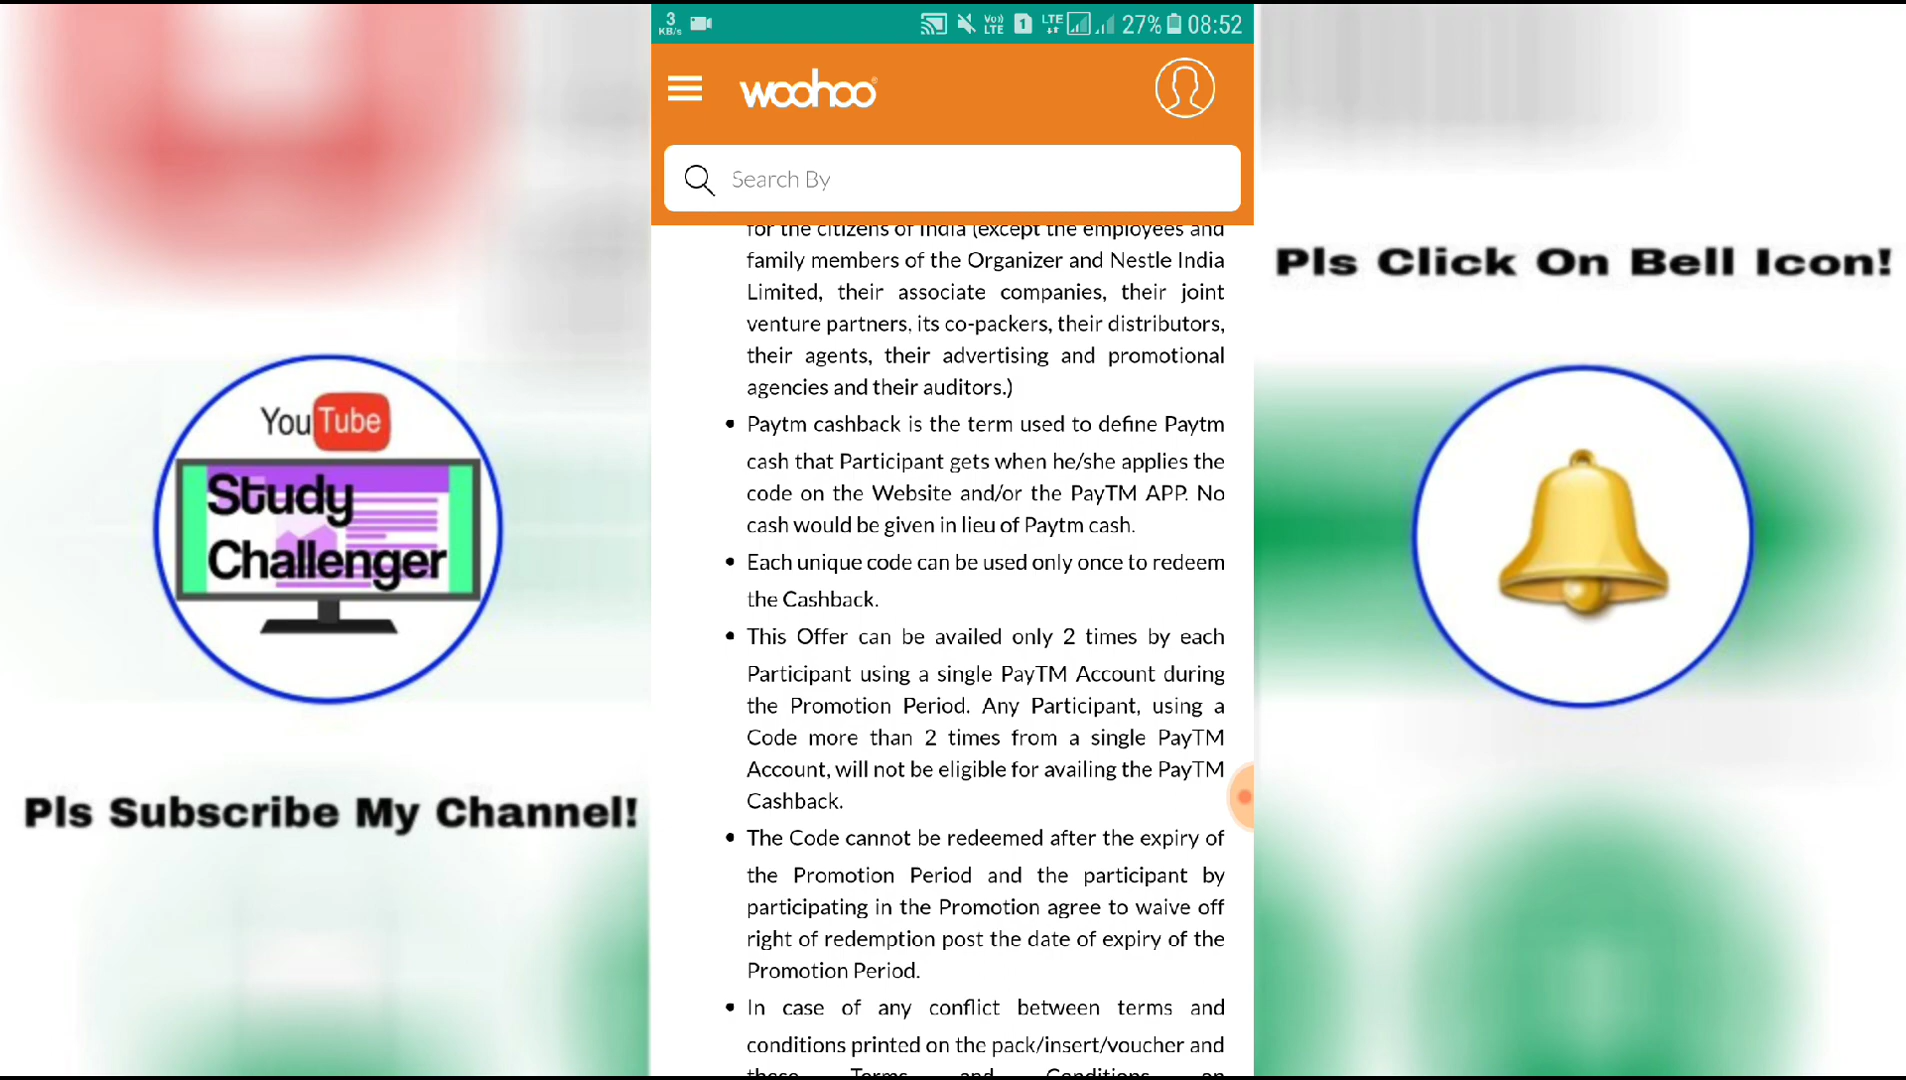 3
KB/s
Vo))
LTE
1
LTE
27%
08:52
woohoo
Search By
for the citizens of India (except the employees and
family members of the Organizer and Nestle India
Limited, their associate companies, their joint
venture partners, its co-packers, their distributors,
their agents, their advertising and promotional
agencies and their auditors.)
• Paytm cashback is the term used to define Paytm
cash that Participant gets when he/she applies the
code on the Website and/or the PayTM APP. No
cash would be given in lieu of Paytm cash.
• Each unique code can be used only once to redeem
the Cashback.
• This Offer can be availed only 2 times by each
Participant using a single PayTM Account during
the Promotion Period. Any Participant, using a
Code more than 2 times from a single PayTM
Account, will not be eligible for availing the PayTM
Cashback.
• The Code cannot be redeemed after the expiry of
the Promotion Period and the participant by
participating in the Promotion agree to waive off
right of redemption post the date of expiry of the
Promotion Period.
• In case of any conflict between terms and
conditions printed on the pack/insert/voucher and
these Terms and Conditions on
YouTube
Study
Challenger
Pls Subscribe My Channel!
Pls Click On Bell Icon!